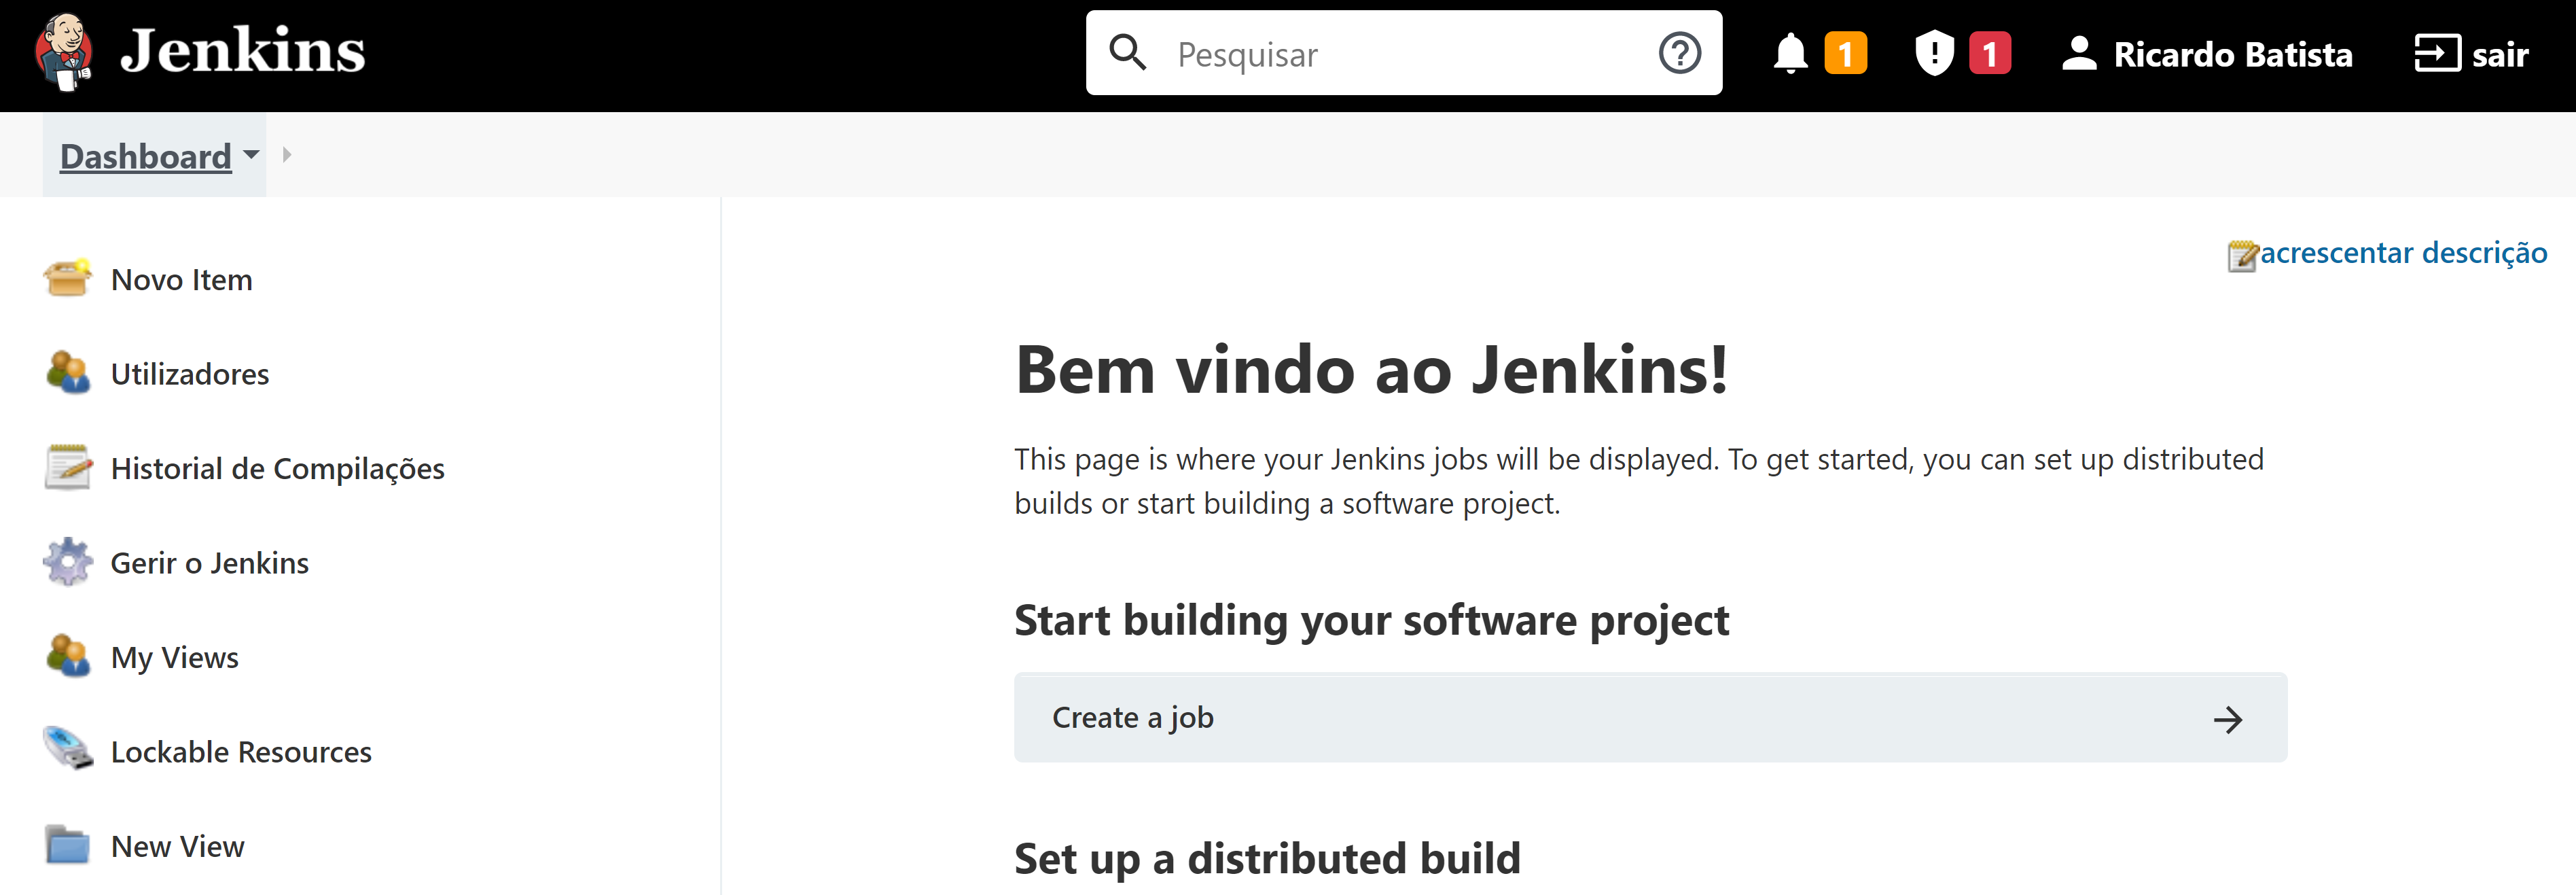 Jenkins
Pesquisar
1
1
Ricardo Batista
sair
Dashboard
Novo Item
Utilizadores
Historial de Compilações
Gerir o Jenkins
My Views
Lockable Resources
New View
acrescentar descrição
Bem vindo ao Jenkins!
This page is where your Jenkins jobs will be displayed. To get started, you can set up distributed
builds or start building a software project.
Start building your software project
Create a job
Set up a distributed build